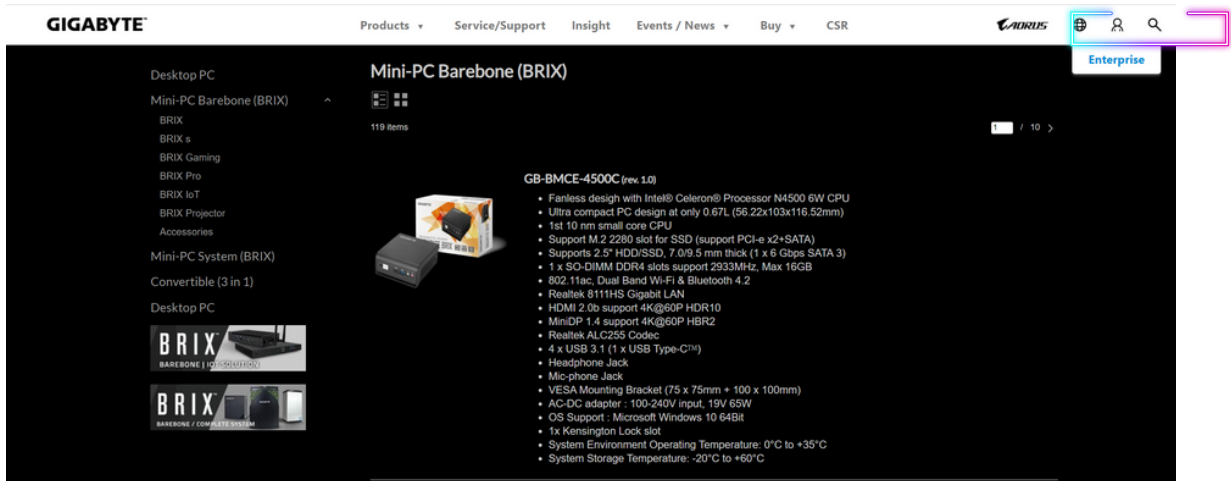 GIGABYTE™
Products ▾ Service/Support Insight Events / News ▾ Buy ▾ CSR
AORUS
Enterprise
Desktop PC
Mini-PC Barebone (BRIX)
BRIX
BRIX s
BRIX Gaming
BRIX Pro
BRIX IoT
BRIX Projector
Accessories
Mini-PC System (BRIX)
Convertible (3 in 1)
Desktop PC
BRIX™
BAREBONE | IOT SOLUTION
BRIX™
BAREBONE / COMPLETE SYSTEM
Mini-PC Barebone (BRIX)
119 items
1 / 10 >
GB-BMCE-4500C (rev. 1.0)
• Fanless desigh with Intel® Celeron® Processor N4500 6W CPU
• Ultra compact PC design at only 0.67L (56.22x103x116.52mm)
• 1st 10 nm small core CPU
• Support M.2 2280 slot for SSD (support PCI-e x2+SATA)
• Supports 2.5" HDD/SSD, 7.0/9.5 mm thick (1 x 6 Gbps SATA 3)
• 1 x SO-DIMM DDR4 slots support 2933MHz, Max 16GB
• 802.11ac, Dual Band Wi-Fi & Bluetooth 4.2
• Realtek 8111HS Gigabit LAN
• HDMI 2.0b support 4K@60P HDR10
• MiniDP 1.4 support 4K@60P HBR2
• Realtek ALC255 Codec
• 4 x USB 3.1 (1 x USB Type-C™)
• Headphone Jack
• Mic-phone Jack
• VESA Mounting Bracket (75 x 75mm + 100 x 100mm)
• AC-DC adapter : 100-240V input, 19V 65W
• OS Support : Microsoft Windows 10 64Bit
• 1x Kensington Lock slot
• System Environment Operating Temperature: 0°C to +35°C
• System Storage Temperature: -20°C to +60°C